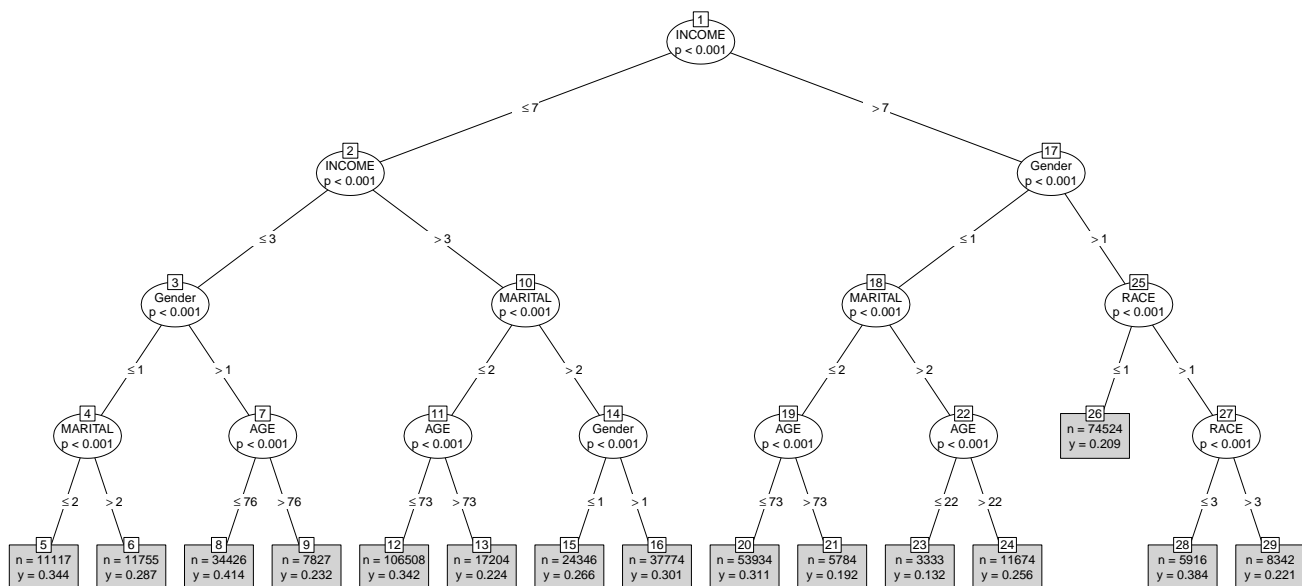 1
INCOME
p < 0.001
≤ 7
> 7
2
INCOME
p < 0.001
17
Gender
p < 0.001
≤ 3
> 3
≤ 1
> 1
3
Gender
p < 0.001
10
MARITAL
p < 0.001
18
MARITAL
p < 0.001
25
RACE
p < 0.001
≤ 1
> 1
≤ 2
> 2
≤ 2
> 2
≤ 1
> 1
4
MARITAL
p < 0.001
7
AGE
p < 0.001
11
AGE
p < 0.001
14
Gender
p < 0.001
19
AGE
p < 0.001
22
AGE
p < 0.001
26
n = 74524
y = 0.209
27
RACE
p < 0.001
≤ 2
> 2
≤ 76
> 76
≤ 73
> 73
≤ 1
> 1
≤ 73
> 73
≤ 22
> 22
≤ 3
> 3
5
n = 11117
y = 0.344
6
n = 11755
y = 0.287
8
n = 34426
y = 0.414
9
n = 7827
y = 0.232
12
n = 106508
y = 0.342
13
n = 17204
y = 0.224
15
n = 24346
y = 0.266
16
n = 37774
y = 0.301
20
n = 53934
y = 0.311
21
n = 5784
y = 0.192
23
n = 3333
y = 0.132
24
n = 11674
y = 0.256
28
n = 5916
y = 0.384
29
n = 8342
y = 0.221